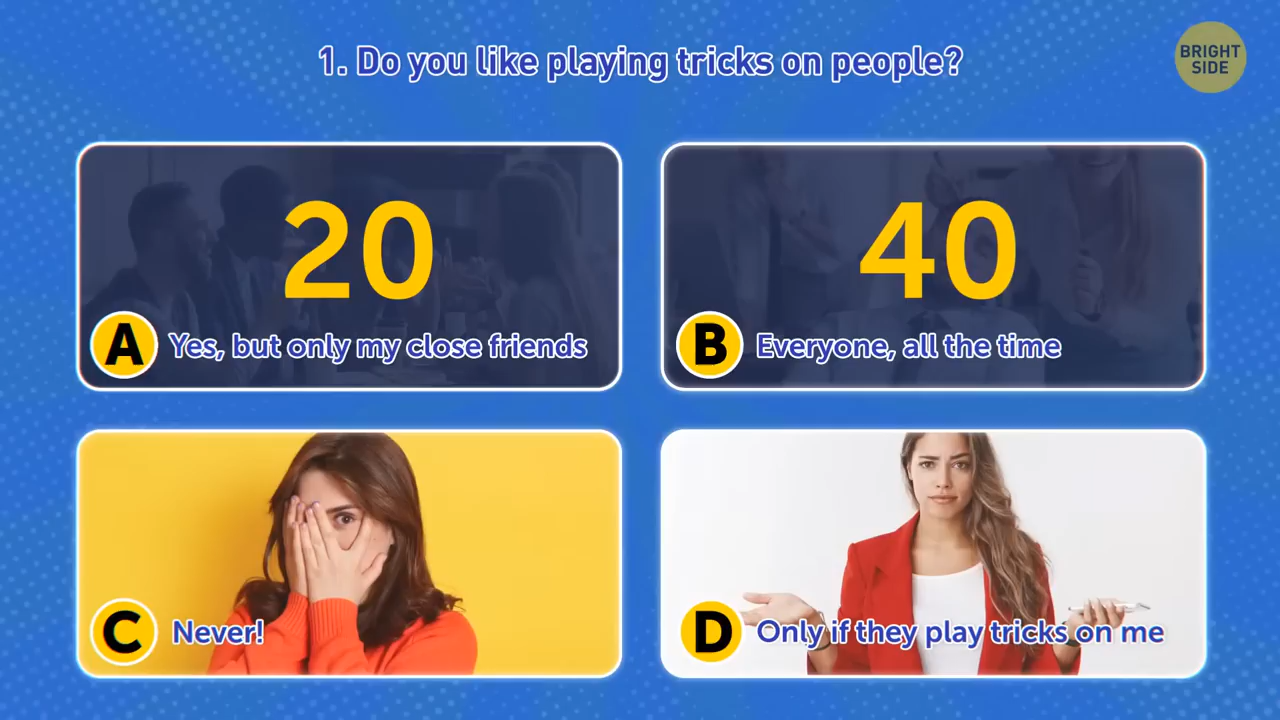 1. Do you like playing tricks on people?
BRIGHT
SIDE
20
A Yes, but only my close friends
40
B Everyone, all the time
C Never!
D Only if they play tricks on me